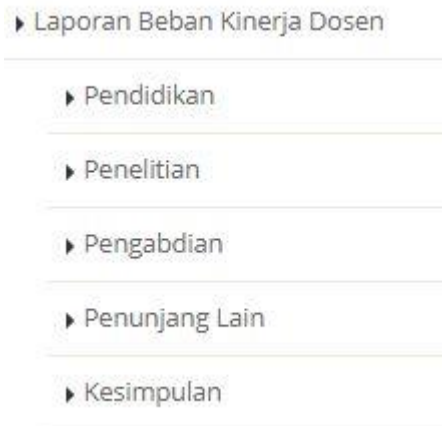 Laporan Beban Kinerja Dosen
Pendidikan
Penelitian
Pengabdian
Penunjang Lain
Kesimpulan